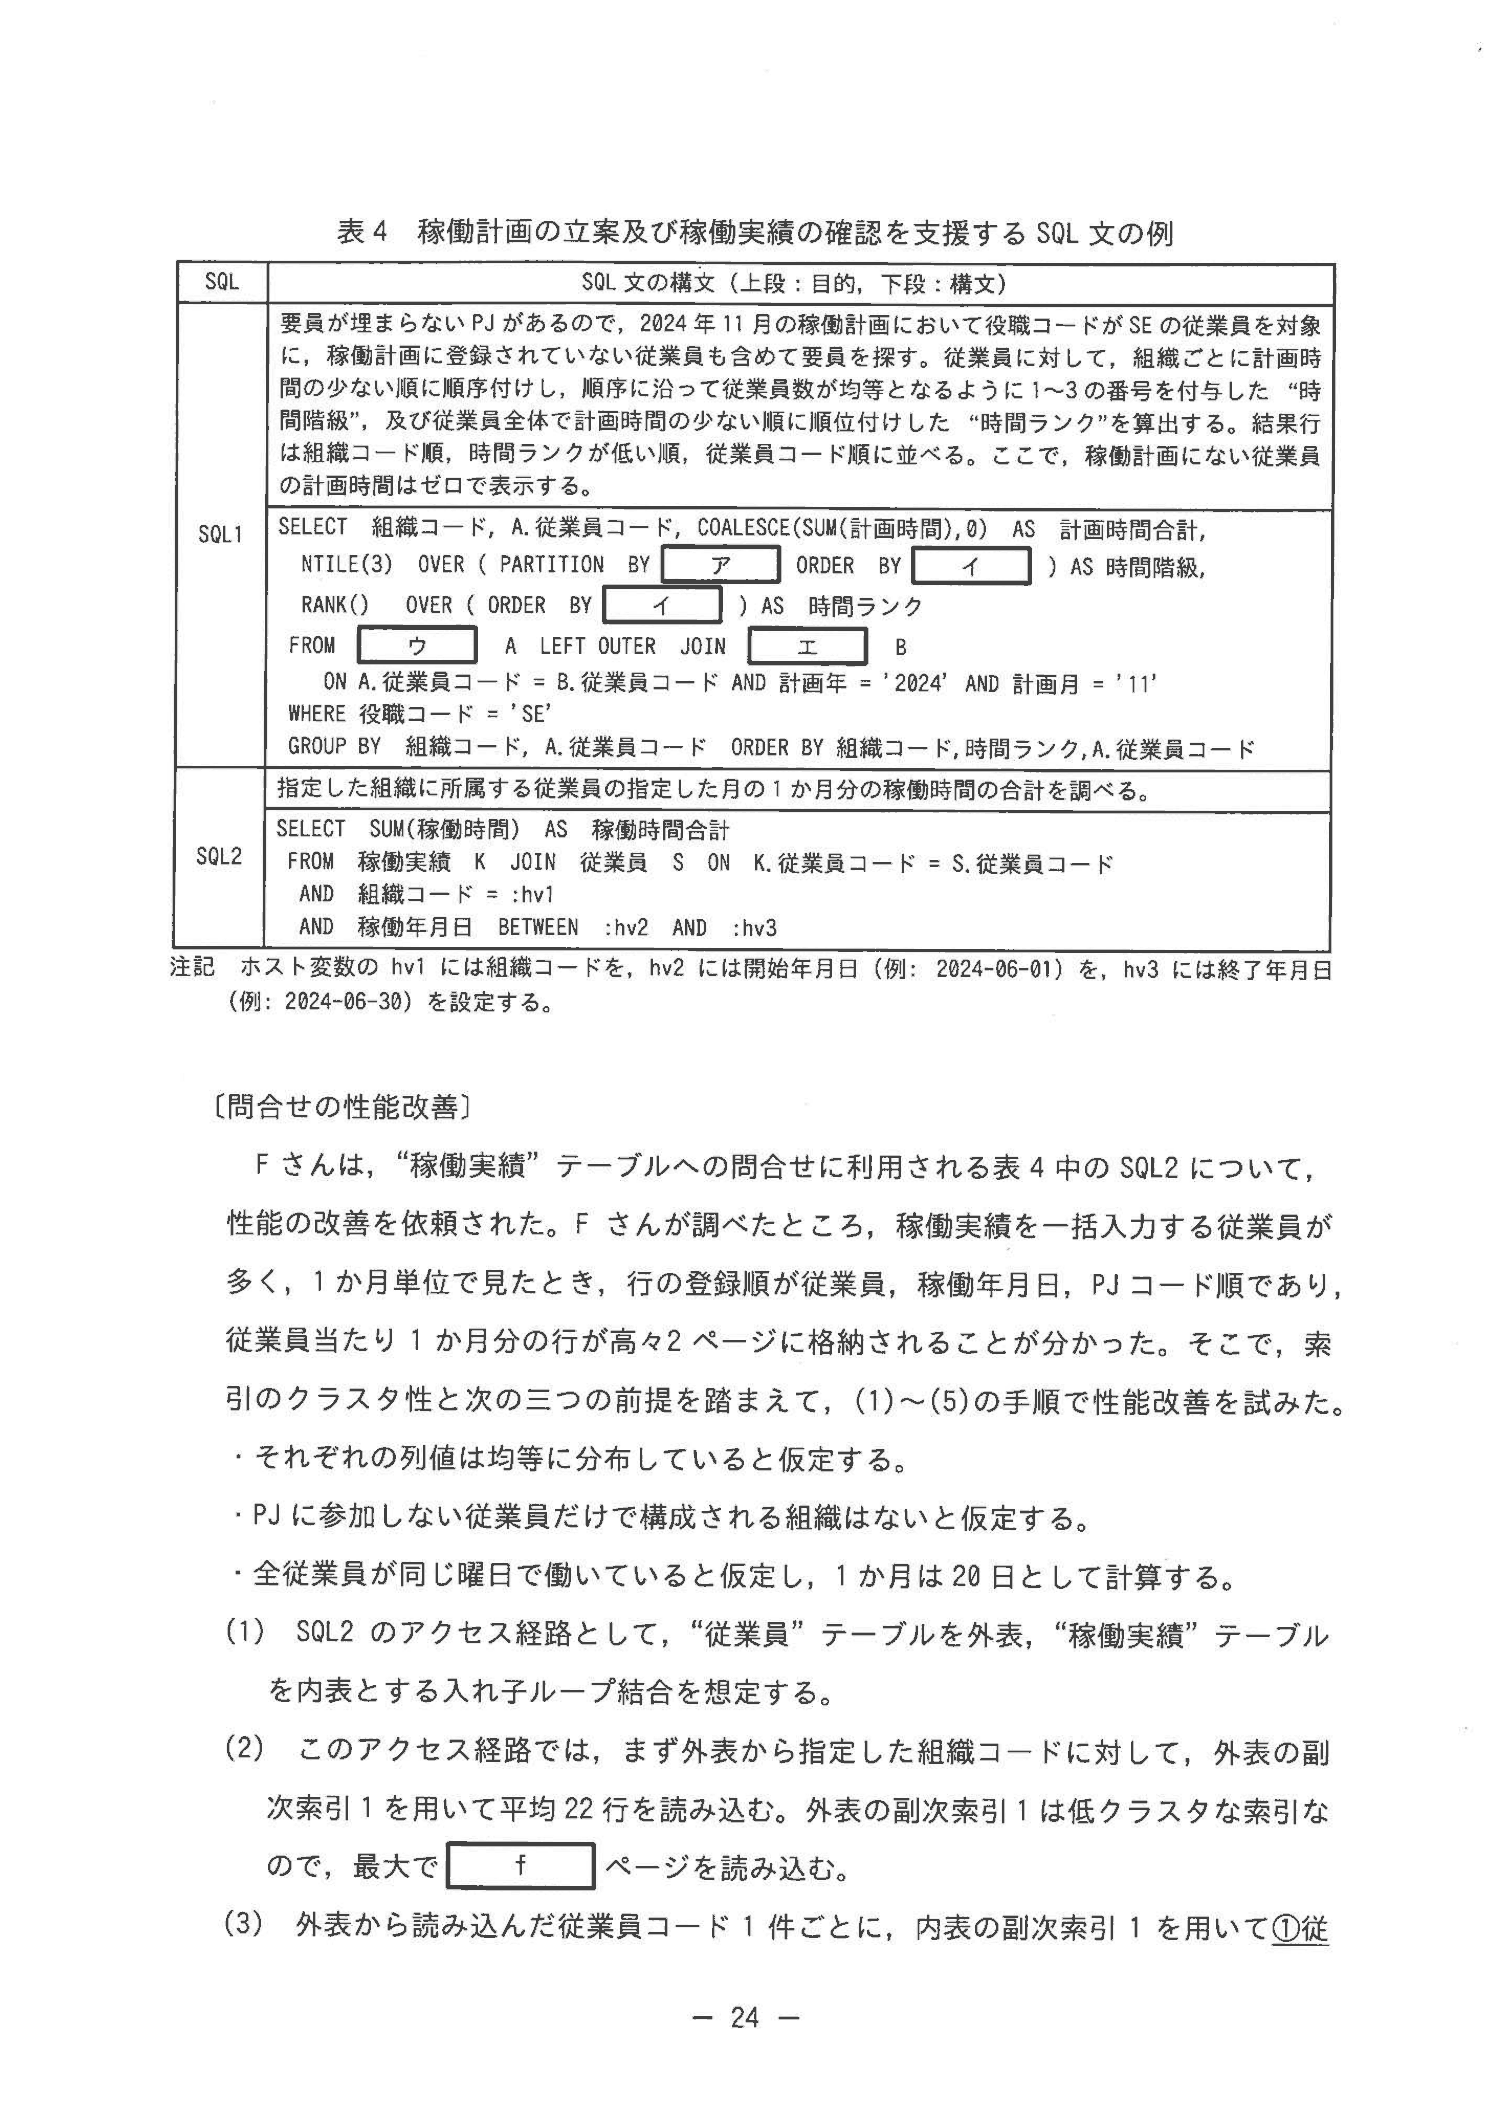 表4 稼働計画の立案及び稼働実績の確認を支援する SQL 文の例
SQL
SQL 文の構文（上段：目的，下段：構文）
SQL1
要員が埋まらない PJ があるので，2024 年 11 月の稼働計画において役職コードが SE の従業員を対象
に，稼働計画に登録されていない従業員も含めて要員を探す。従業員に対して，組織ごとに計画時
間の少ない順に順序付けし，順序に沿って従業員数が均等となるように 1～3 の番号を付与した “時
間階級”，及び従業員全体で計画時間の少ない順に順位付けした “時間ランク”を算出する。結果行
は組織コード順，時間ランクが低い順，従業員コード順に並べる。ここで，稼働計画にない従業員
の計画時間はゼロで表示する。
SELECT 組織コード, A.従業員コード, COALESCE(SUM(計画時間),0) AS 計画時間合計,
NTILE(3) OVER ( PARTITION BY ア ORDER BY イ ) AS 時間階級,
RANK() OVER ( ORDER BY イ ) AS 時間ランク
FROM ウ A LEFT OUTER JOIN エ B
ON A.従業員コード = B.従業員コード AND 計画年 = '2024' AND 計画月 = '11'
WHERE 役職コード = 'SE'
GROUP BY 組織コード, A.従業員コード ORDER BY 組織コード,時間ランク,A.従業員コード
SQL2
指定した組織に所属する従業員の指定した月の 1 か月分の稼働時間の合計を調べる。
SELECT SUM(稼働時間) AS 稼働時間合計
FROM 稼働実績 K JOIN 従業員 S ON K.従業員コード = S.従業員コード
AND 組織コード = :hv1
AND 稼働年月日 BETWEEN :hv2 AND :hv3
注記 ホスト変数の hv1 には組織コードを，hv2 には開始年月日（例：2024-06-01）を，hv3 には終了年月日
（例：2024-06-30）を設定する。
〔問合せの性能改善〕
F さんは，“稼働実績” テーブルへの問合せに利用される表 4 中の SQL2 について，
性能の改善を依頼された。F さんが調べたところ，稼働実績を一括入力する従業員が
多く，1 か月単位で見たとき，行の登録順が従業員，稼働年月日，PJ コード順であり，
従業員当たり 1 か月分の行が高々2 ページに格納されることが分かった。そこで，索
引のクラスタ性と次の三つの前提を踏まえて，(1)～(5)の手順で性能改善を試みた。
・それぞれの列値は均等に分布していると仮定する。
・PJ に参加しない従業員だけで構成される組織はないと仮定する。
・全従業員が同じ曜日で働いていると仮定し，1 か月は 20 日として計算する。
(1) SQL2 のアクセス経路として，“従業員” テーブルを外表，“稼働実績” テーブル
を内表とする入れ子ループ結合を想定する。
(2) このアクセス経路では，まず外表から指定した組織コードに対して，外表の副
次索引 1 を用いて平均 22 行を読み込む。外表の副次索引 1 は低クラスタな索引な
ので，最大で f ページを読み込む。
(3) 外表から読み込んだ従業員コード 1 件ごとに，内表の副次索引 1 を用いて①従
－ 24 －